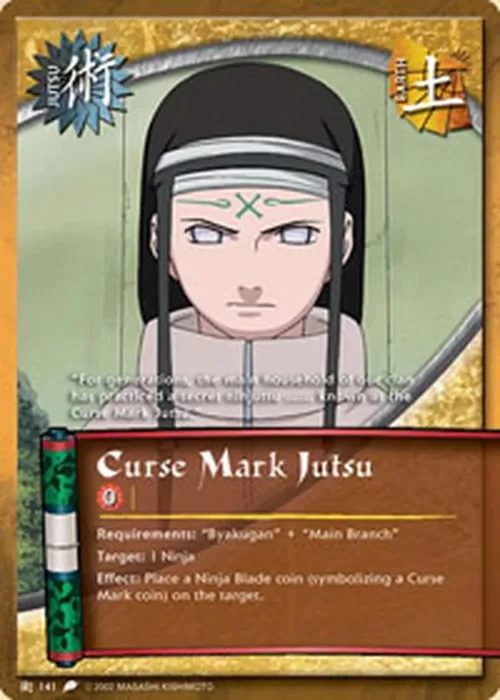 JUTSU
術
EARTH
土
"For generations, the main household of our clan
has practiced a secret ninjutsu ...... known as the
Curse Mark Jutsu."
Curse Mark Jutsu
0
Requirements: "Byakugan" + "Main Branch"
Target: 1 Ninja
Effect: Place a Ninja Blade coin (symbolizing a Curse
Mark coin) on the target.
術 141 © 2002 MASASHI KISHIMOTO